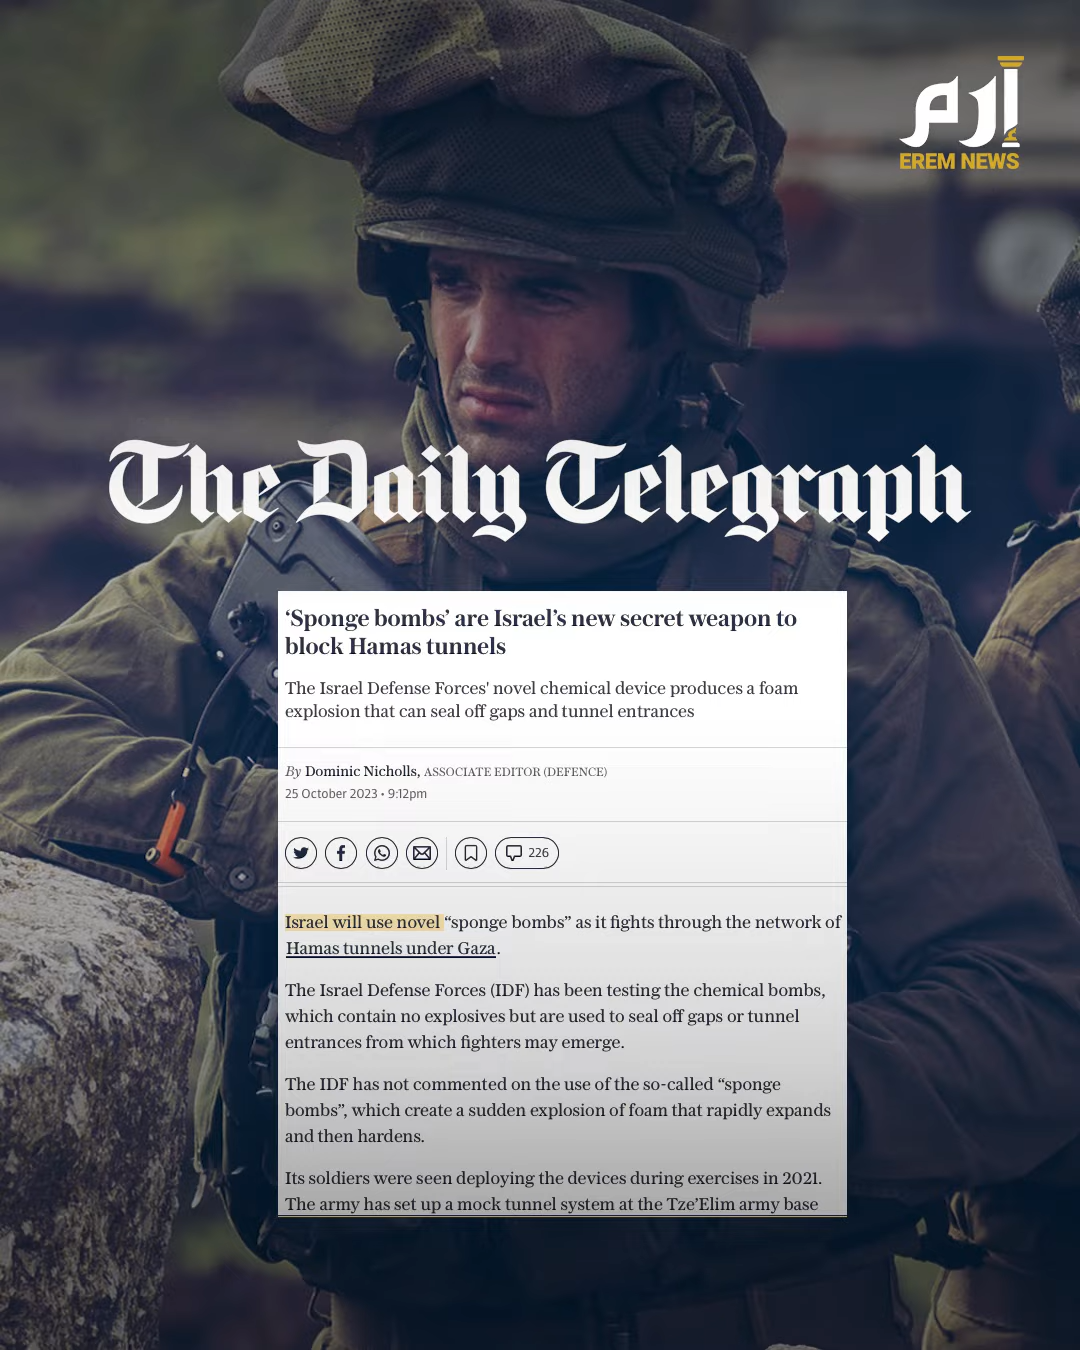 إرم
EREM NEWS
The Daily Telegraph
‘Sponge bombs’ are Israel’s new secret weapon to
block Hamas tunnels
The Israel Defense Forces' novel chemical device produces a foam
explosion that can seal off gaps and tunnel entrances
By Dominic Nicholls, ASSOCIATE EDITOR (DEFENCE)
25 October 2023 • 9:12pm
226
Israel will use novel “sponge bombs” as it fights through the network of
Hamas tunnels under Gaza.
The Israel Defense Forces (IDF) has been testing the chemical bombs,
which contain no explosives but are used to seal off gaps or tunnel
entrances from which fighters may emerge.
The IDF has not commented on the use of the so-called “sponge
bombs”, which create a sudden explosion of foam that rapidly expands
and then hardens.
Its soldiers were seen deploying the devices during exercises in 2021.
The army has set up a mock tunnel system at the Tze’Elim army base